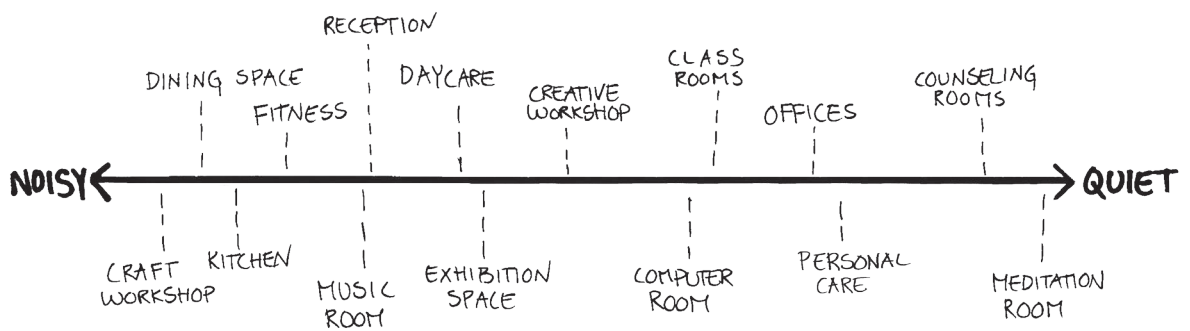 RECEPTION
DINING SPACE
FITNESS
DAYCARE
CREATIVE
WORKSHOP
CLASS
ROOMS
OFFICES
COUNSELING
ROOMS
NOISY
QUIET
CRAFT
WORKSHOP
KITCHEN
MUSIC
ROOM
EXHIBITION
SPACE
COMPUTER
ROOM
PERSONAL
CARE
MEDITATION
ROOM